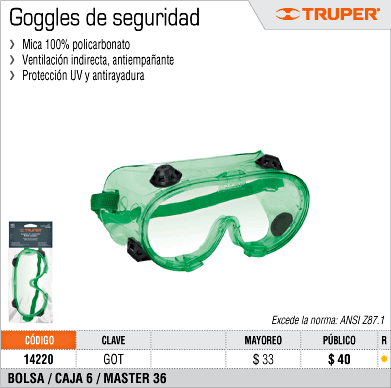 Goggles de seguridad
TRUPER®
Mica 100% policarbonato
Ventilación indirecta, antiempañante
Protección UV y antirayadura
TRUPER
Excede la norma: ANSI Z87.1
CÓDIGO CLAVE MAYOREO PÚBLICO R
14220 GOT $ 33 $ 40
BOLSA / CAJA 6 / MASTER 36